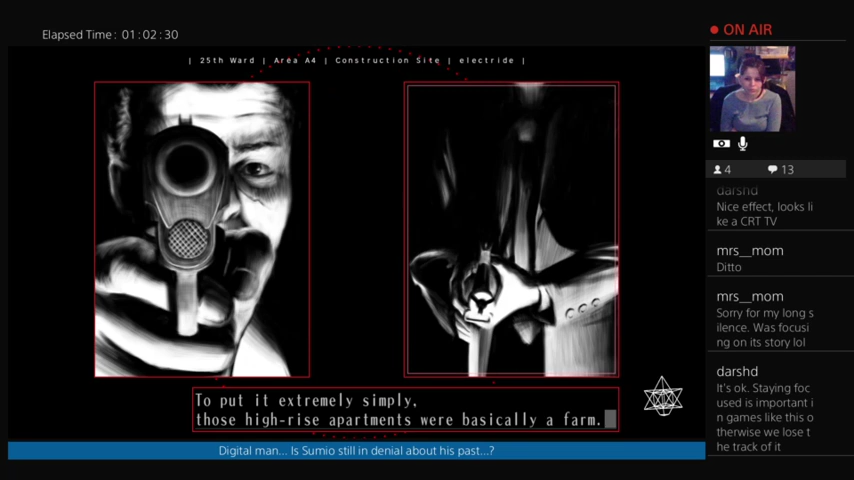 Elapsed Time: 01:02:30
ON AIR
| 25th Ward | Area A4 | Construction Site | electride |
4
13
darshd
Nice effect, looks li
ke a CRT TV
mrs__mom
Ditto
mrs__mom
Sorry for my long s
ilence. Was focusi
ng on its story lol
darshd
It's ok. Staying foc
used is important i
n games like this o
therwise we lose t
he track of it
To put it extremely simply,
those high-rise apartments were basically a farm.
Digital man... Is Sumio still in denial about his past...?